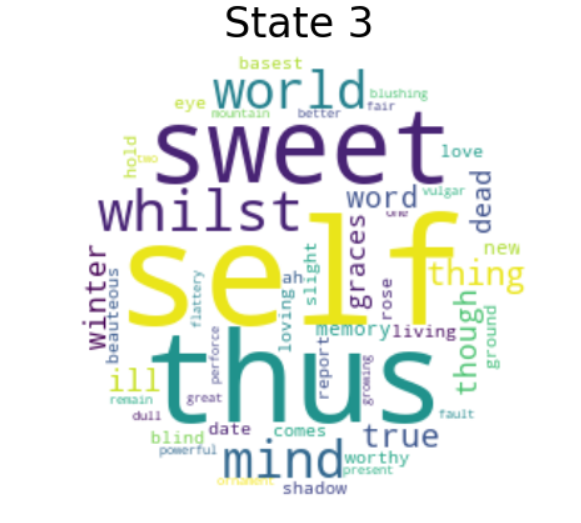 State 3
basest
world
eye
blushing
mountain
better
fair
sweet
hold
two
love
whilst
word
vulgar
one
dead
self
graces
new
thing
winter
beauteous
flattery
ah
slight
loving
rose
though
ground
memory
living
thus
perforce
report
growing
ill
remain
great
dull
fault
date
comes
true
blind
powerful
mind
worthy
present
ornament
shadow